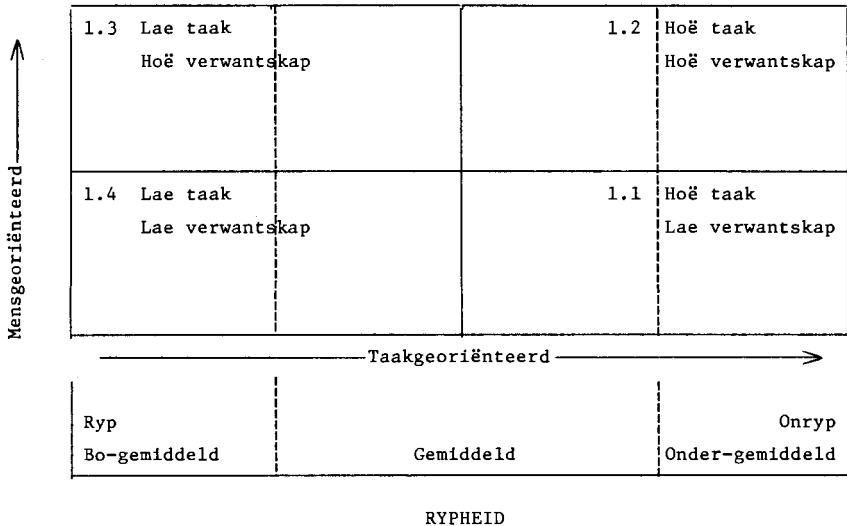 1.3 Lae taak
Hoë verwantskap
1.2 Hoë taak
Hoë verwantskap
1.4 Lae taak
Lae verwantskap
1.1 Hoë taak
Lae verwantskap
Mensgeoriënteerd
Taakgeoriënteerd
Ryp
Onryp
Bo-gemiddeld
Gemiddeld
Onder-gemiddeld
RYPHEID